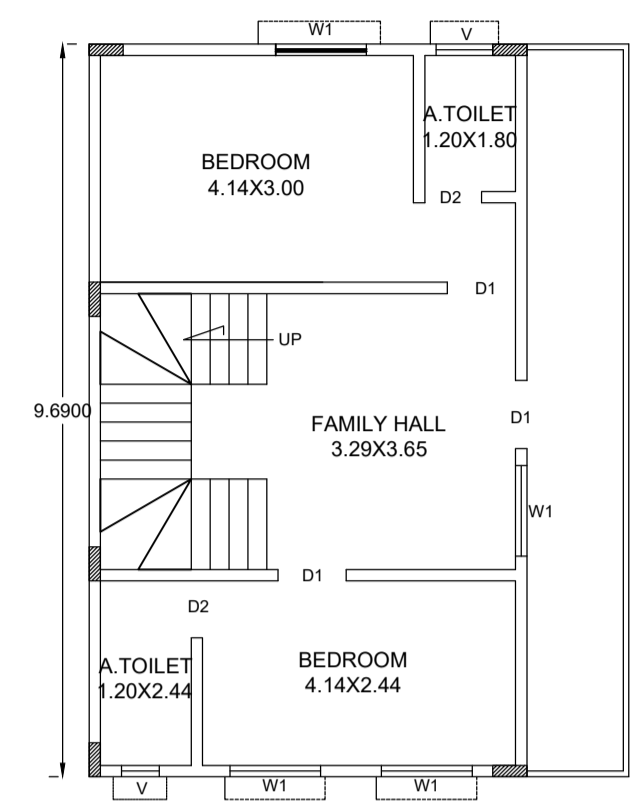 W1
V
A.TOILET
1.20X1.80
BEDROOM
4.14X3.00
D2
D1
UP
9.6900
FAMILY HALL
3.29X3.65
D1
W1
D1
D2
A.TOILET
1.20X2.44
BEDROOM
4.14X2.44
V
W1
W1